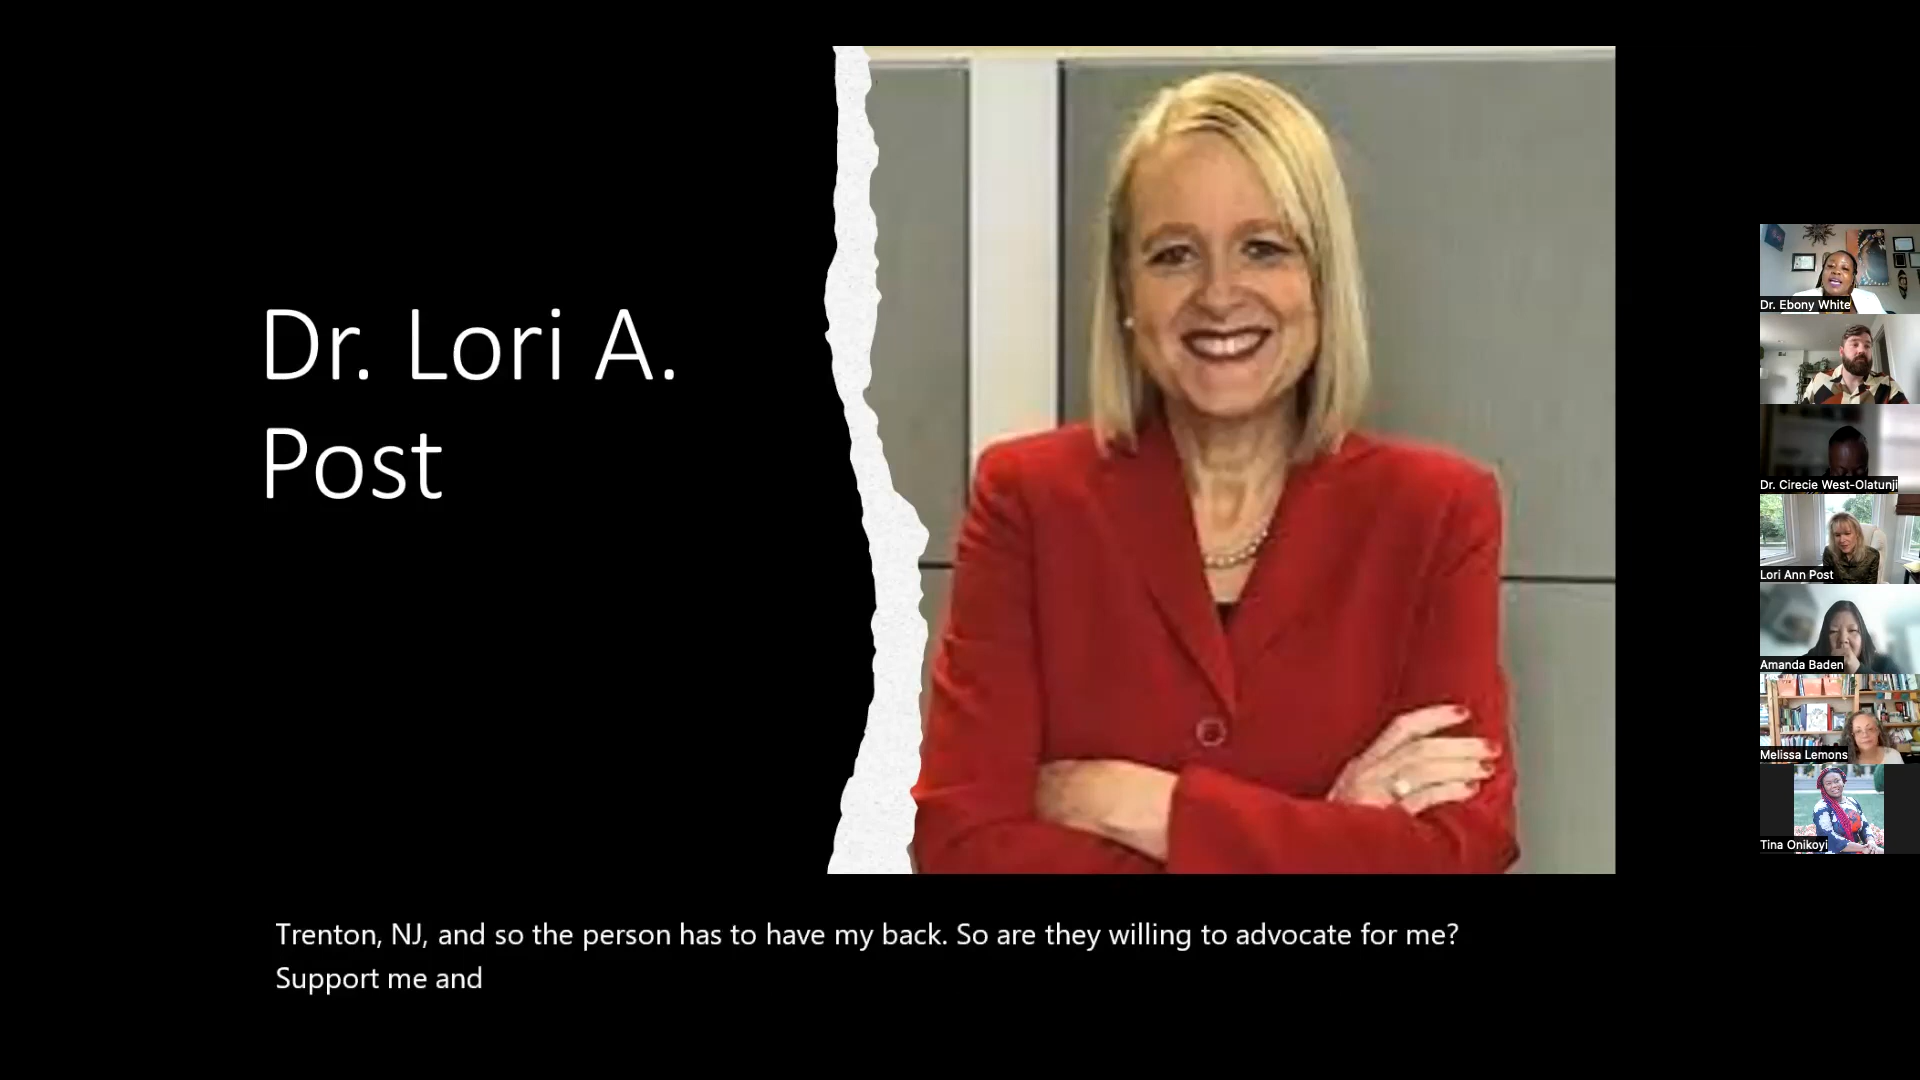 Dr. Lori A.
Post
Trenton, NJ, and so the person has to have my back. So are they willing to advocate for me?
Support me and
Dr. Ebony White
Dr. Cirecie West-Olatunji
Lori Ann Post
Amanda Baden
Melissa Lemons
Tina Onikoyi